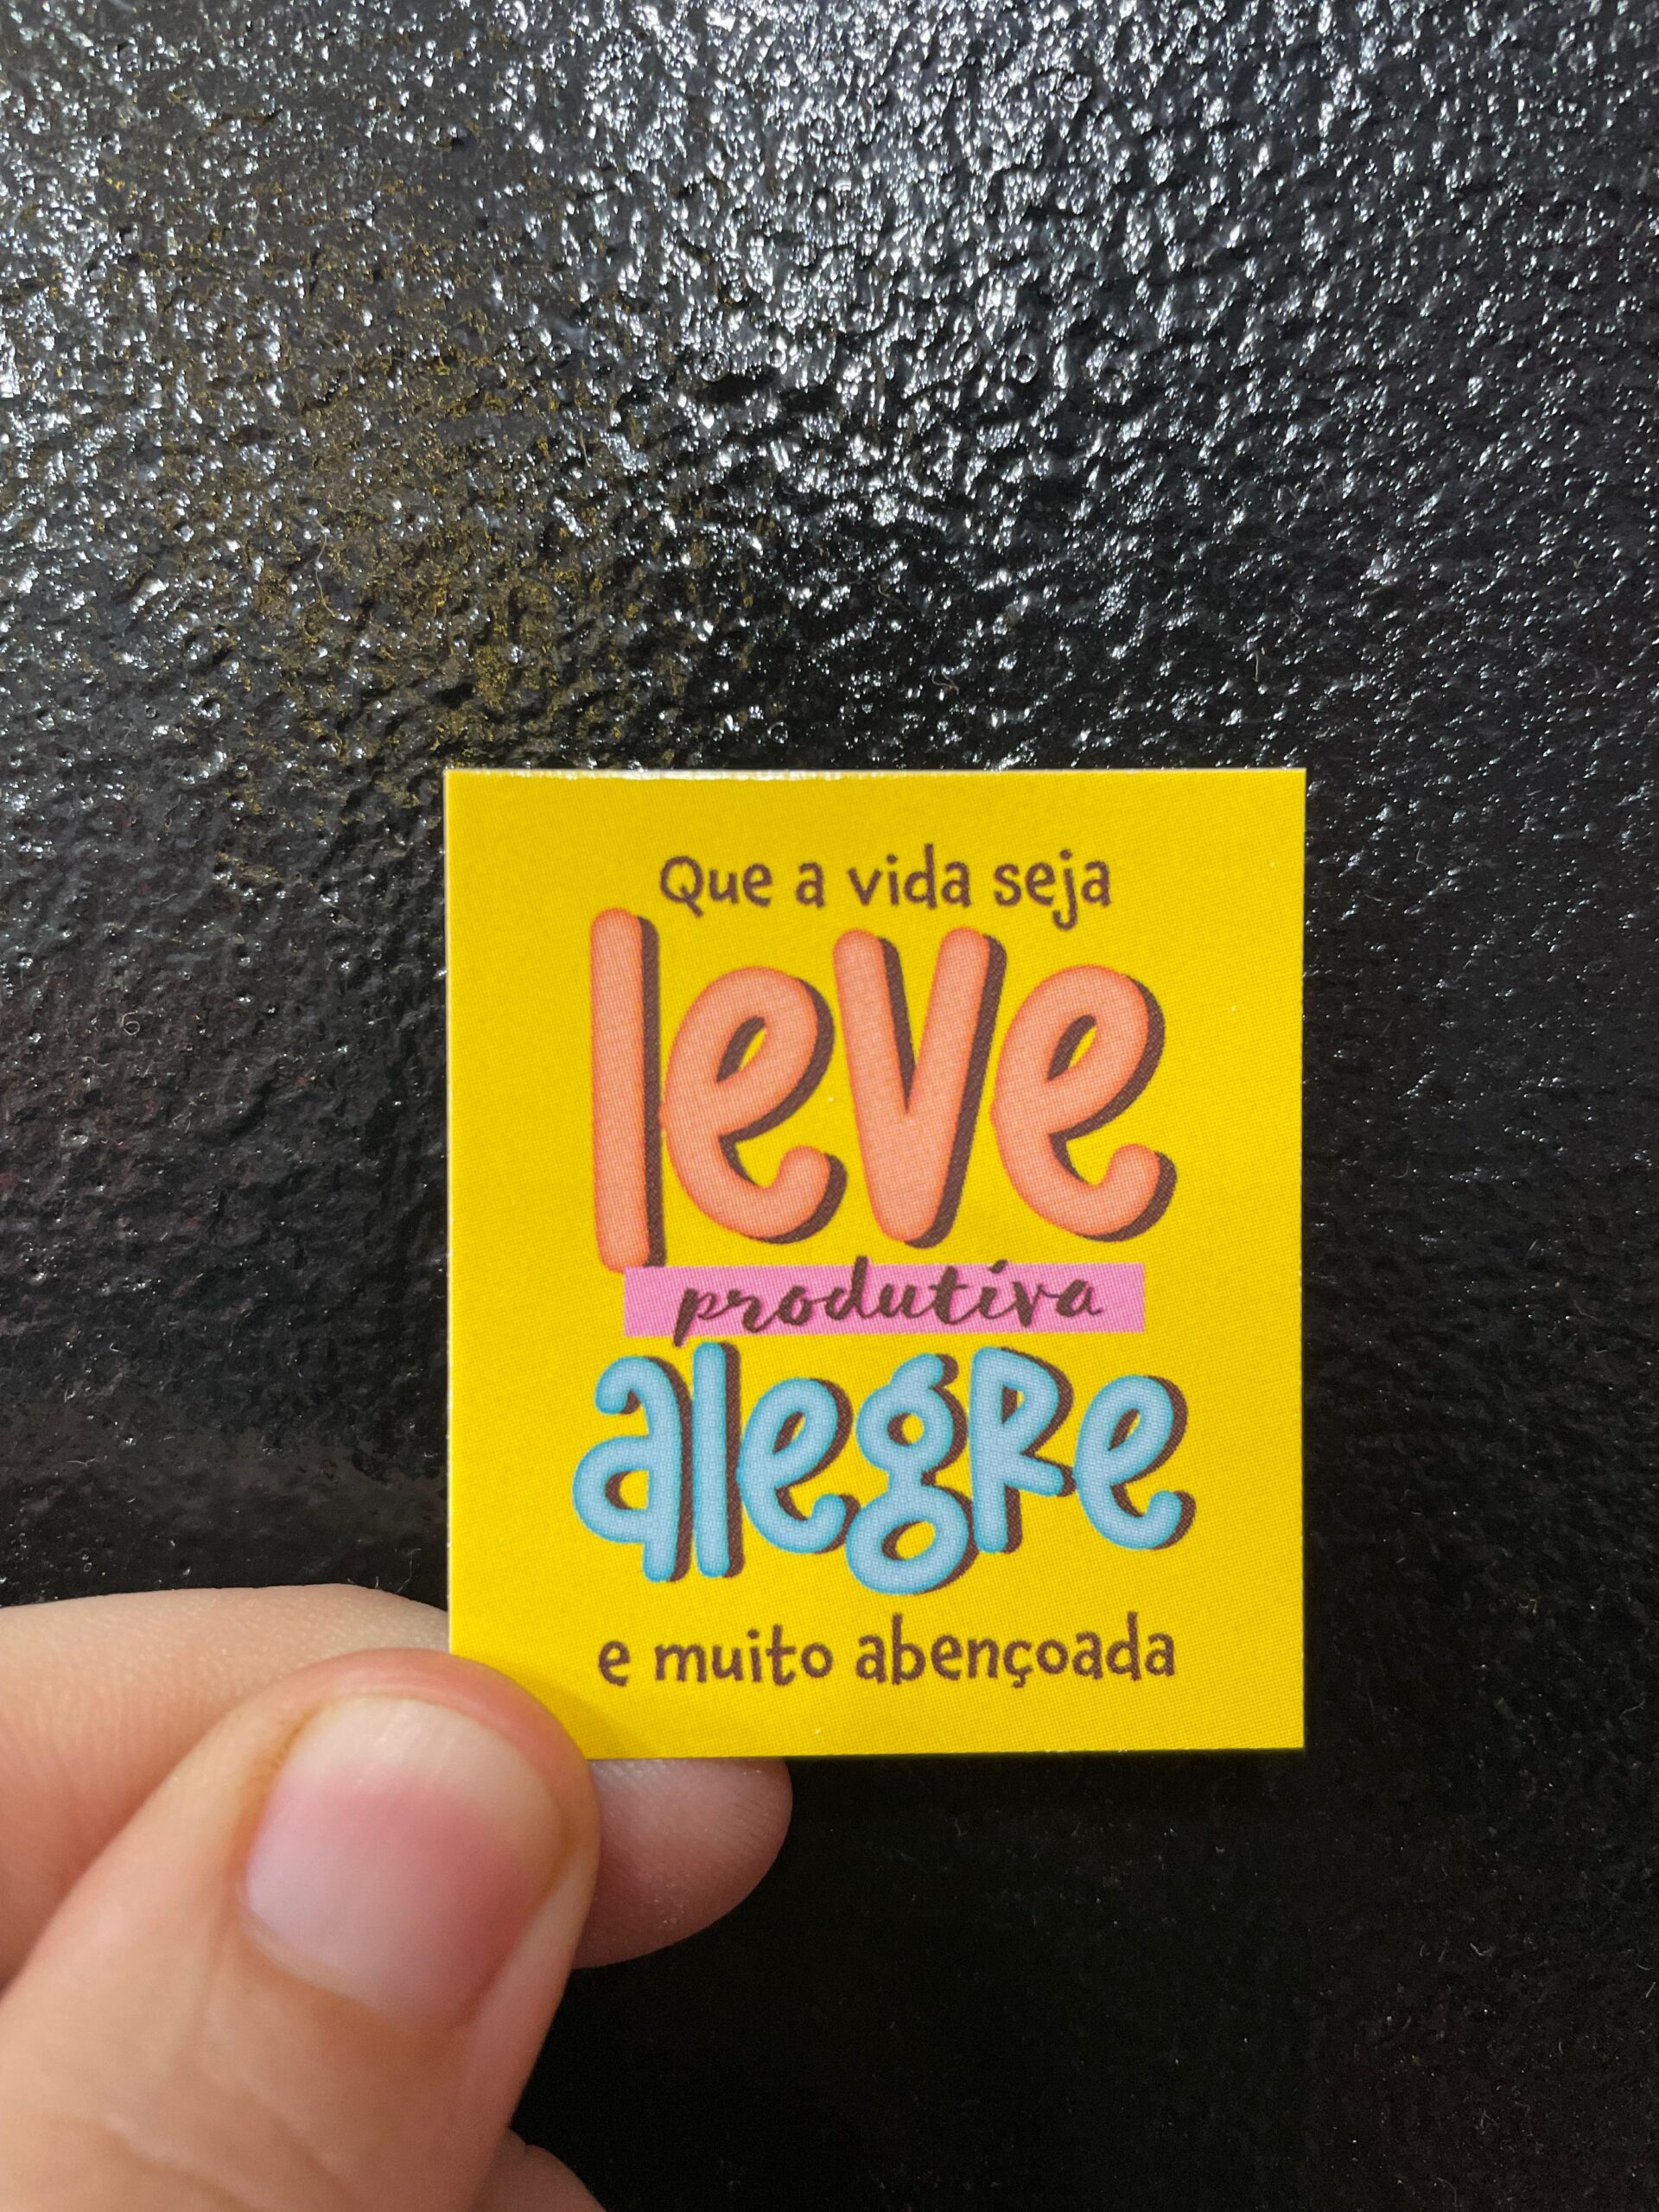 Que a vida seja
leve
produtiva
alegre
e muito abençoada